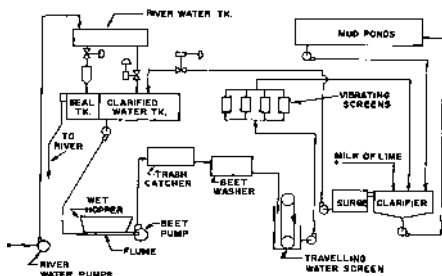 RIVER WATER TK.
MUD PONDS
SEAL
TK.
CLARIFIED
WATER TK.
VIBRATING
SCREENS
TO
RIVER
MILK OF LIME
TRASH
CATCHER
BEET
WASHER
WET
HOPPER
BEET
PUMP
SURGE
CLARIFIER
FLUME
RIVER
WATER PUMPS
TRAVELLING
WATER SCREEN